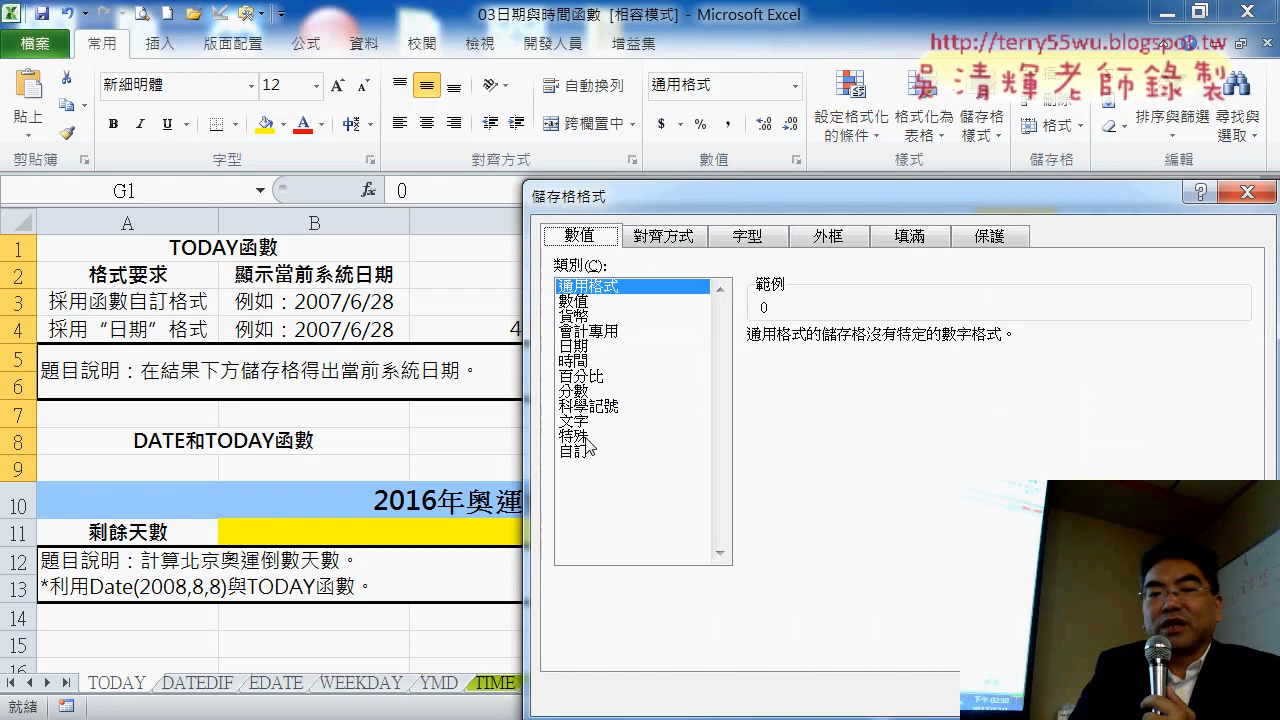 03日期與時間函數 [相容模式] - Microsoft Excel
檔案 常用 插入 版面配置 公式 資料 校閱 檢視 開發人員 增益集
http://terry55wu.blogspot.tw
吳清輝老師錄製
新細明體 12 自動換列 通用格式
貼上 B I U A 中 跨欄置中 $ % , 設定格式化的條件 格式化為表格 儲存格樣式 格式 排序與篩選 尋找與選取
剪貼簿 字型 對齊方式 數值 樣式 儲存格 編輯
G1 fx 0
儲存格格式
數值 對齊方式 字型 外框 填滿 保護
類別(C):
通用格式
數值
貨幣
會計專用
日期
時間
百分比
分數
科學記號
文字
特殊
自訂
範例
0
通用格式的儲存格沒有特定的數字格式。
A B
1 TODAY函數
2 格式要求 顯示當前系統日期
3 採用函數自訂格式 例如：2007/6/28
4 採用“日期”格式 例如：2007/6/28 4
5 題目說明：在結果下方儲存格得出當前系統日期。
6
7
8 DATE和TODAY函數
9
10 2016年奧運
11 剩餘天數
12 題目說明：計算北京奧運倒數天數。
13 *利用Date(2008,8,8)與TODAY函數。
14
15
16
TODAY DATEDIF EDATE WEEKDAY YMD TIME
就緒
下午 02:30